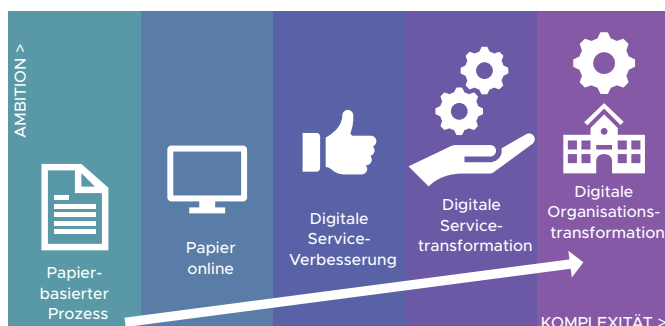 AMBITION >
Papier-
basierter
Prozess
Papier
online
Digitale
Service-
Verbesserung
Digitale
Service-
transformation
Digitale
Organisations-
transformation
KOMPLEXITÄT >